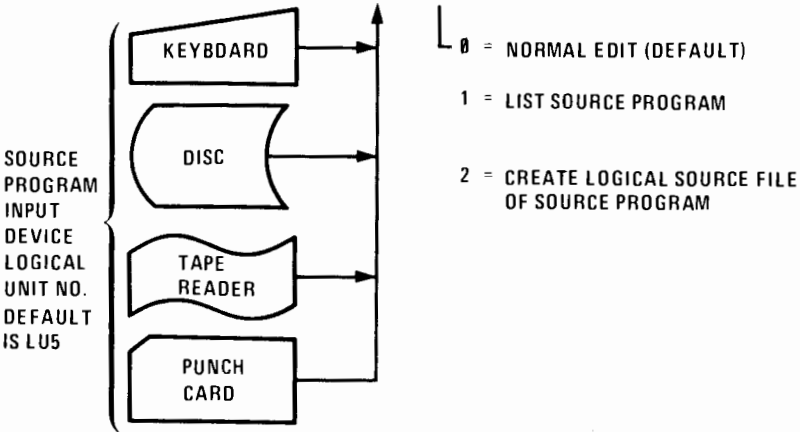 KEYBDARD
DISC
TAPE
READER
PUNCH
CARD
SOURCE
PROGRAM
INPUT
DEVICE
LOGICAL
UNIT NO.
DEFAULT
IS LU5
0 = NORMAL EDIT (DEFAULT)
1 = LIST SOURCE PROGRAM
2 = CREATE LOGICAL SOURCE FILE
OF SOURCE PROGRAM